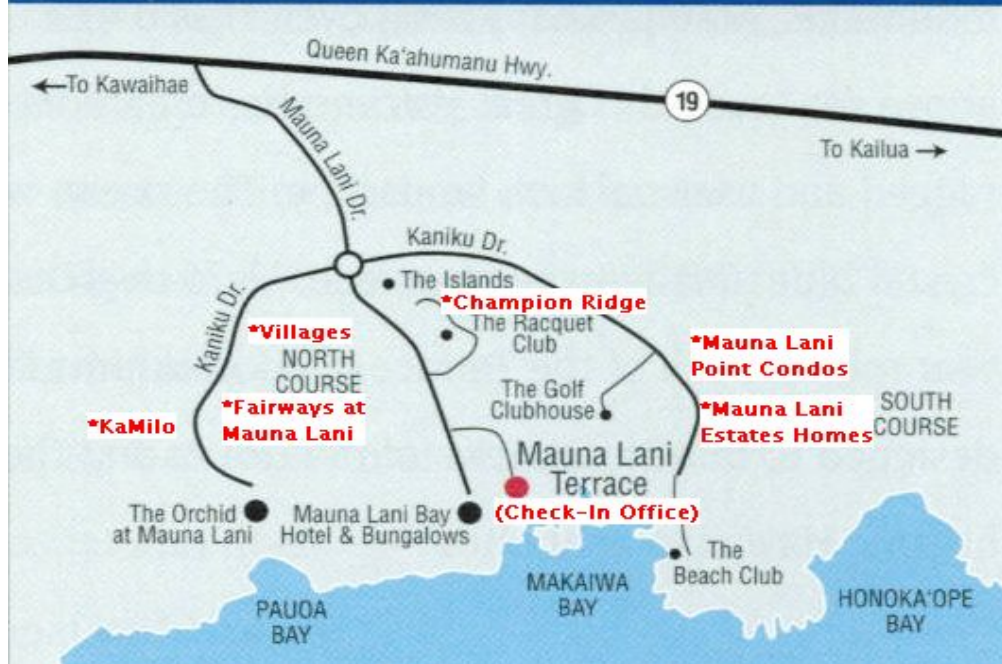 Queen Ka'ahumanu Hwy.
←To Kawaihae
19
To Kailua →
Mauna Lani Dr.
Kaniku Dr.
Kaniku Dr.
The Islands
*Champion Ridge
The Racquet
Club
*Villages
NORTH
COURSE
*Mauna Lani
Point Condos
The Golf
Clubhouse
*Fairways at
Mauna Lani
*KaMilo
*Mauna Lani
Estates Homes
SOUTH
COURSE
Mauna Lani
Terrace
(Check-In Office)
The Orchid
at Mauna Lani
Mauna Lani Bay
Hotel & Bungalows
The
Beach Club
PAUOA
BAY
MAKAIWA
BAY
HONOKA'OPE
BAY